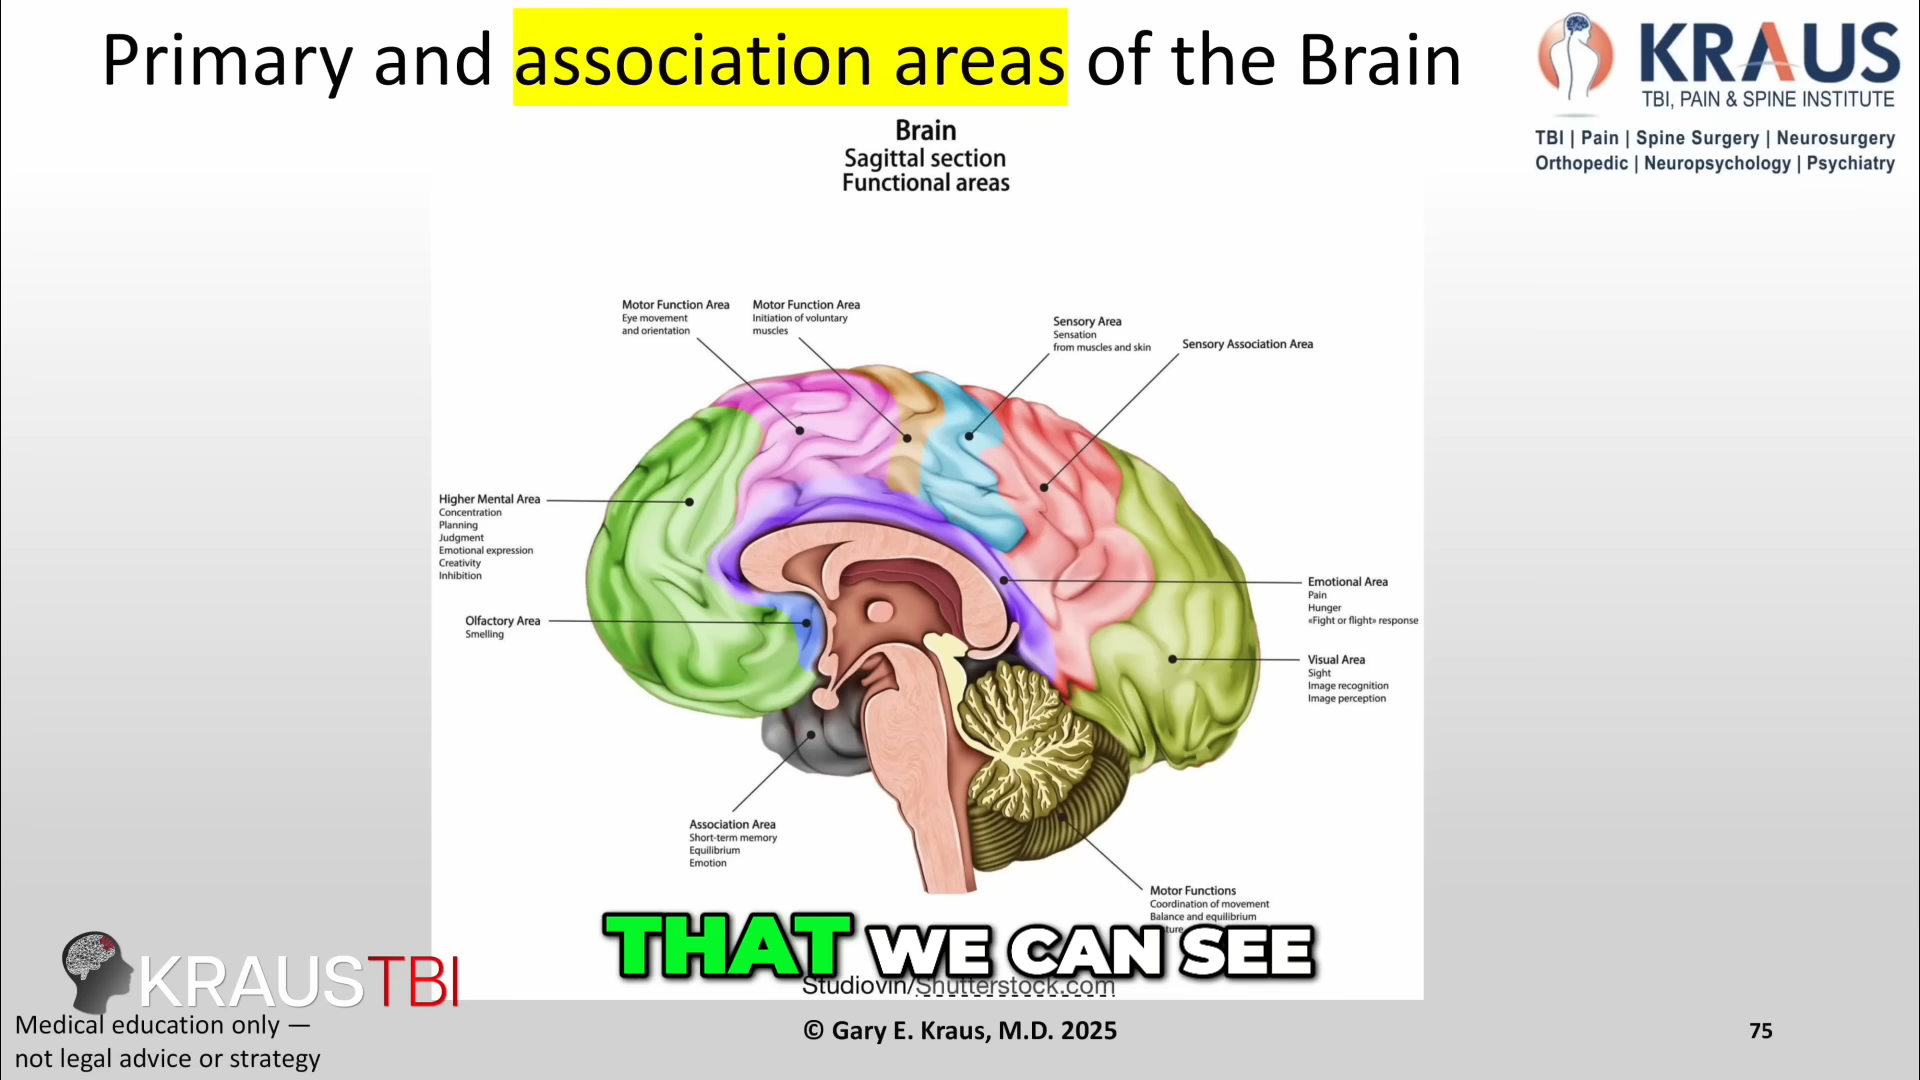 Primary and association areas of the Brain
KRAUS
TBI, PAIN & SPINE INSTITUTE
TBI | Pain | Spine Surgery | Neurosurgery
Orthopedic | Neuropsychology | Psychiatry
Brain
Sagittal section
Functional areas
Motor Function Area
Eye movement
and orientation
Motor Function Area
Initiation of voluntary
muscles
Sensory Area
Sensation
from muscles and skin
Sensory Association Area
Higher Mental Area
Concentration
Planning
Judgment
Emotional expression
Creativity
Inhibition
Olfactory Area
Smelling
Emotional Area
Pain
Hunger
«Fight or flight» response
Visual Area
Sight
Image recognition
Image perception
Association Area
Short-term memory
Equilibrium
Emotion
Motor Functions
Coordination of movement
Balance and equilibrium
THAT WE CAN SEE
Studiovin/Shutterstock.com
KRAUSTBI
Medical education only —
not legal advice or strategy
© Gary E. Kraus, M.D. 2025
75